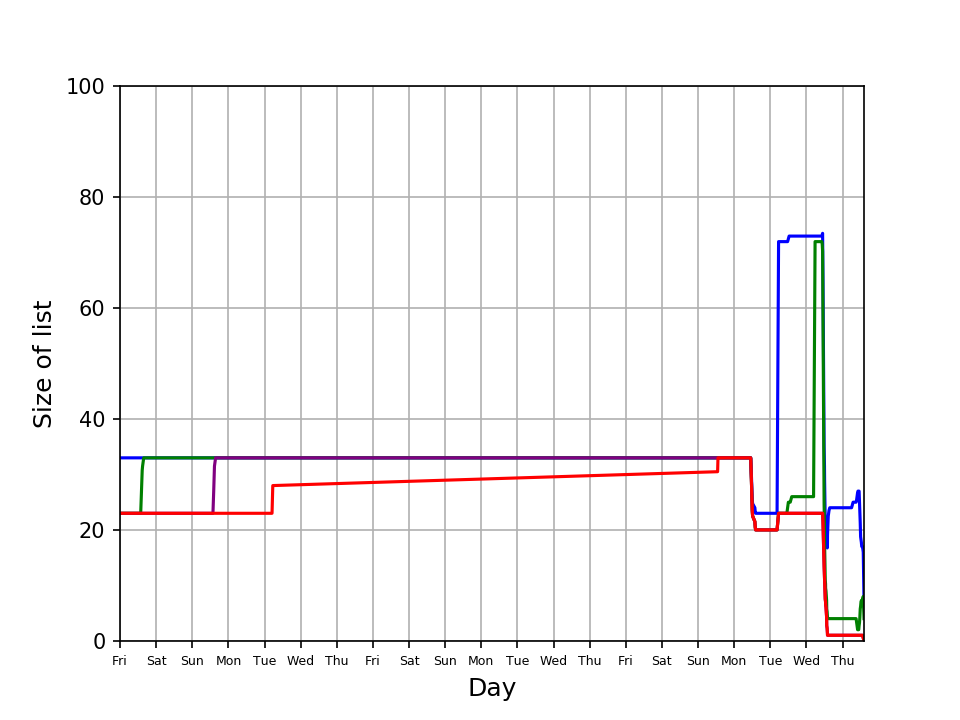 100
80
60
40
20
0
Size of list
Fri Sat Sun Mon Tue Wed Thu Fri Sat Sun Mon Tue Wed Thu Fri Sat Sun Mon Tue Wed Thu
Day